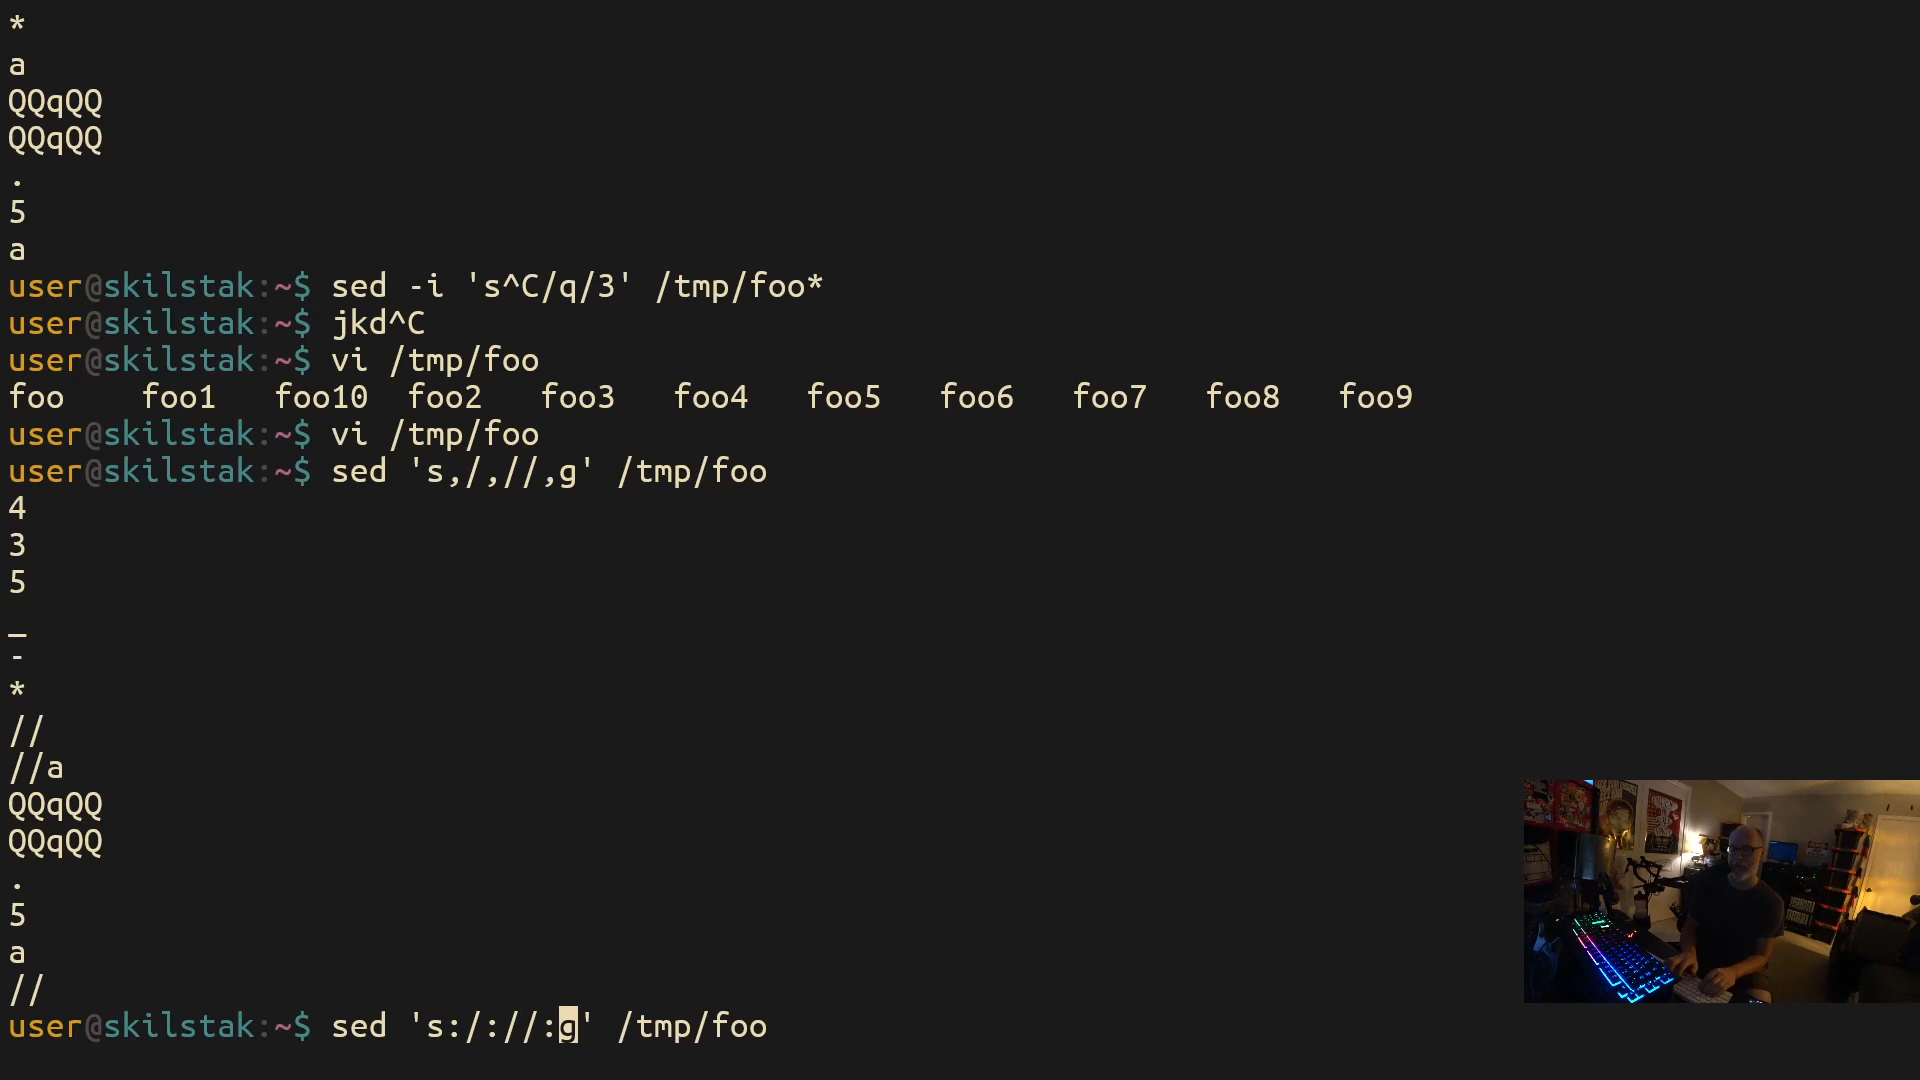 *
a
QQqQQ
QQqQQ
.
5
a
user@skilstak:~$ sed -i 's^C/q/3' /tmp/foo*
user@skilstak:~$ jkd^C
user@skilstak:~$ vi /tmp/foo
foo    foo1   foo10  foo2   foo3   foo4   foo5   foo6   foo7   foo8   foo9
user@skilstak:~$ vi /tmp/foo
user@skilstak:~$ sed 's,/,//,g' /tmp/foo
4
3
5
_
-
*
//
//a
QQqQQ
QQqQQ
.
5
a
//
user@skilstak:~$ sed 's:/://:g' /tmp/foo